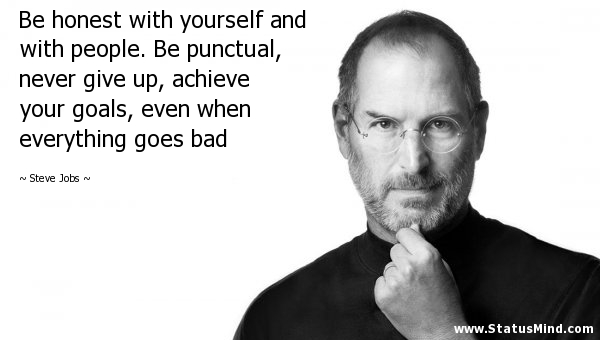 Be honest with yourself and
with people. Be punctual,
never give up, achieve
your goals, even when
everything goes bad
~ Steve Jobs ~
www.StatusMind.com